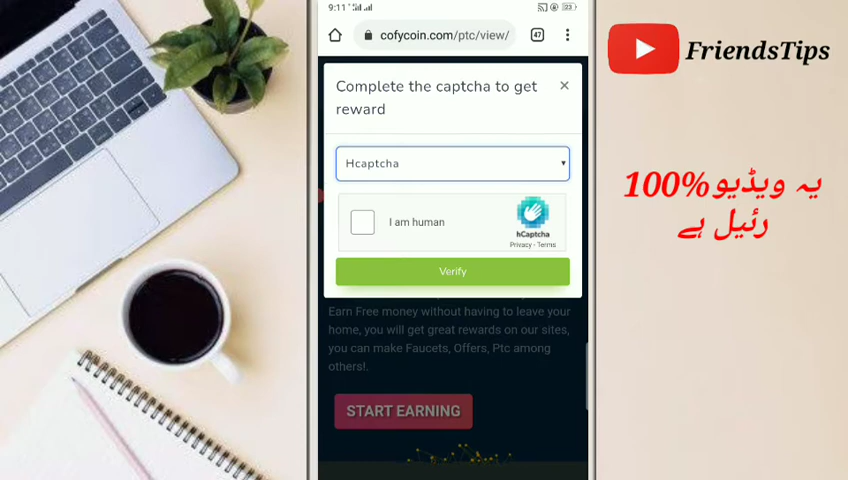 9:11
23
cofycoin.com/ptc/view/
47
Complete the captcha to get
reward
×
Hcaptcha
I am human
hCaptcha
Privacy - Terms
Verify
Earn Free money without having to leave your
home, you will get great rewards on our sites,
you can make Faucets, Offers, Ptc among
others!.
START EARNING
FriendsTips
یہ ویڈیو %100
رئیل ہے